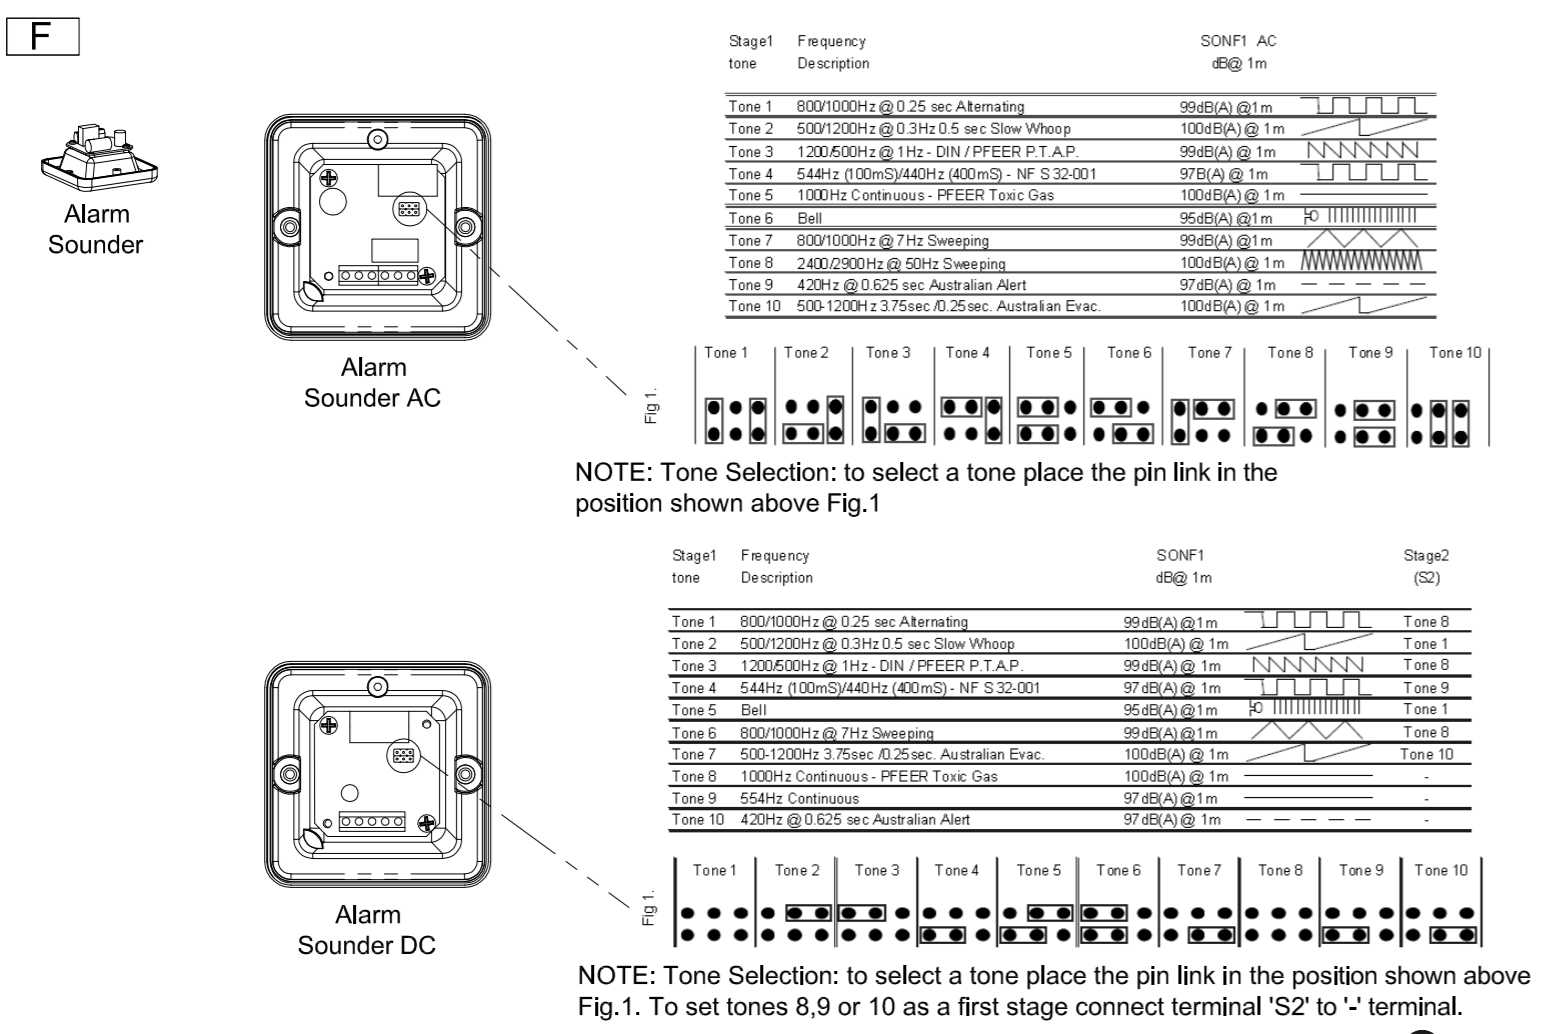 F
Alarm
Sounder
Alarm
Sounder AC
Stage1 Frequency SONF1 AC
tone Description dB@ 1m
Tone 1 800/1000Hz @ 0.25 sec Alternating 99dB(A) @1m
Tone 2 500/1200Hz @ 0.3Hz 0.5 sec Slow Whoop 100dB(A) @ 1m
Tone 3 1200/500Hz @ 1Hz - DIN / PFEER P.T.A.P. 99dB(A) @ 1m
Tone 4 544Hz (100mS)/440Hz (400mS) - NF S 32-001 97B(A) @ 1m
Tone 5 1000Hz Continuous - PFEER Toxic Gas 100dB(A) @ 1m
Tone 6 Bell 95dB(A) @1m
Tone 7 800/1000Hz @ 7Hz Sweeping 99dB(A) @1m
Tone 8 2400/2900Hz @ 50Hz Sweeping 100dB(A) @ 1m
Tone 9 420Hz @ 0.625 sec Australian Alert 97dB(A) @ 1m
Tone 10 500-1200Hz 3.75sec /0.25sec. Australian Evac. 100dB(A) @ 1m
Tone 1 Tone 2 Tone 3 Tone 4 Tone 5 Tone 6 Tone 7 Tone 8 Tone 9 Tone 10
Fig 1.
NOTE: Tone Selection: to select a tone place the pin link in the
position shown above Fig.1
Alarm
Sounder DC
Stage1 Frequency SONF1 Stage2
tone Description dB@ 1m (S2)
Tone 1 800/1000Hz @ 0.25 sec Alternating 99dB(A) @1m Tone 8
Tone 2 500/1200Hz @ 0.3Hz 0.5 sec Slow Whoop 100dB(A) @ 1m Tone 1
Tone 3 1200/500Hz @ 1Hz - DIN / PFEER P.T.A.P. 99dB(A) @ 1m Tone 8
Tone 4 544Hz (100mS)/440Hz (400mS) - NF S 32-001 97dB(A) @ 1m Tone 9
Tone 5 Bell 95dB(A) @1m Tone 1
Tone 6 800/1000Hz @ 7Hz Sweeping 99dB(A) @1m Tone 8
Tone 7 500-1200Hz 3.75sec /0.25sec. Australian Evac. 100dB(A) @ 1m Tone 10
Tone 8 1000Hz Continuous - PFEER Toxic Gas 100dB(A) @ 1m -
Tone 9 554Hz Continuous 97dB(A) @1m -
Tone 10 420Hz @ 0.625 sec Australian Alert 97dB(A) @ 1m -
Tone 1 Tone 2 Tone 3 Tone 4 Tone 5 Tone 6 Tone 7 Tone 8 Tone 9 Tone 10
Fig 1.
NOTE: Tone Selection: to select a tone place the pin link in the position shown above
Fig.1. To set tones 8,9 or 10 as a first stage connect terminal 'S2' to '-' terminal.